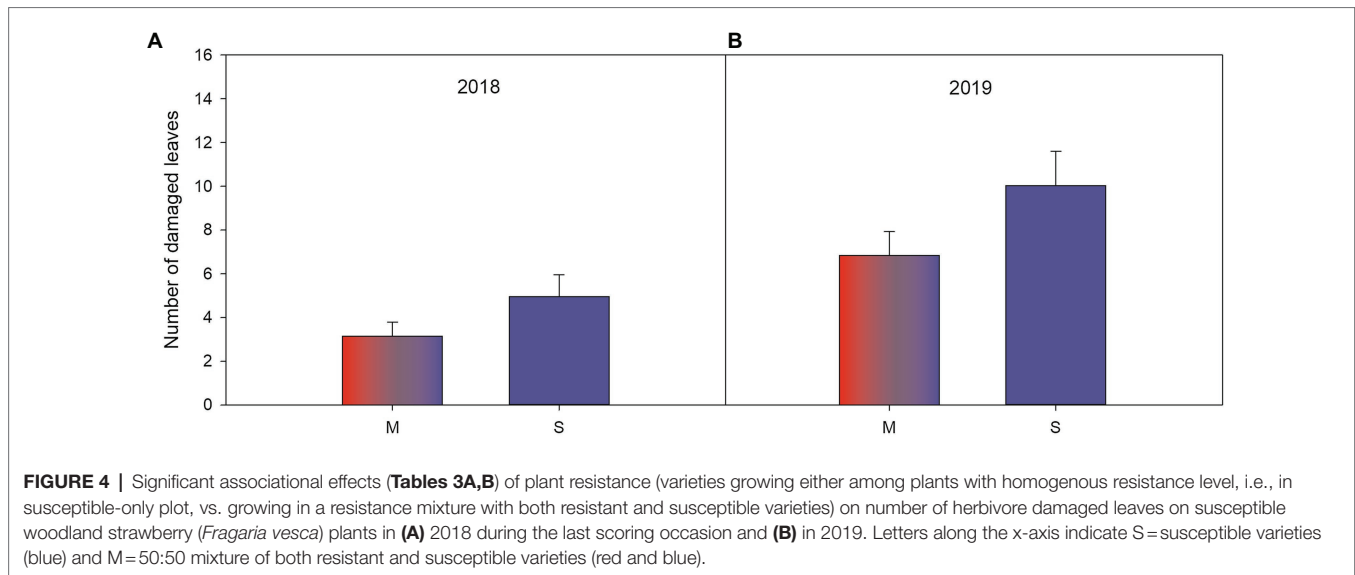 A
B
16
14
12
10
8
6
4
2
0
Number of damaged leaves
2018
2019
M
S
M
S
FIGURE 4 | Significant associational effects (Tables 3A,B) of plant resistance (varieties growing either among plants with homogenous resistance level, i.e., in
susceptible-only plot, vs. growing in a resistance mixture with both resistant and susceptible varieties) on number of herbivore damaged leaves on susceptible
woodland strawberry (Fragaria vesca) plants in (A) 2018 during the last scoring occasion and (B) in 2019. Letters along the x-axis indicate S = susceptible varieties
(blue) and M = 50:50 mixture of both resistant and susceptible varieties (red and blue).